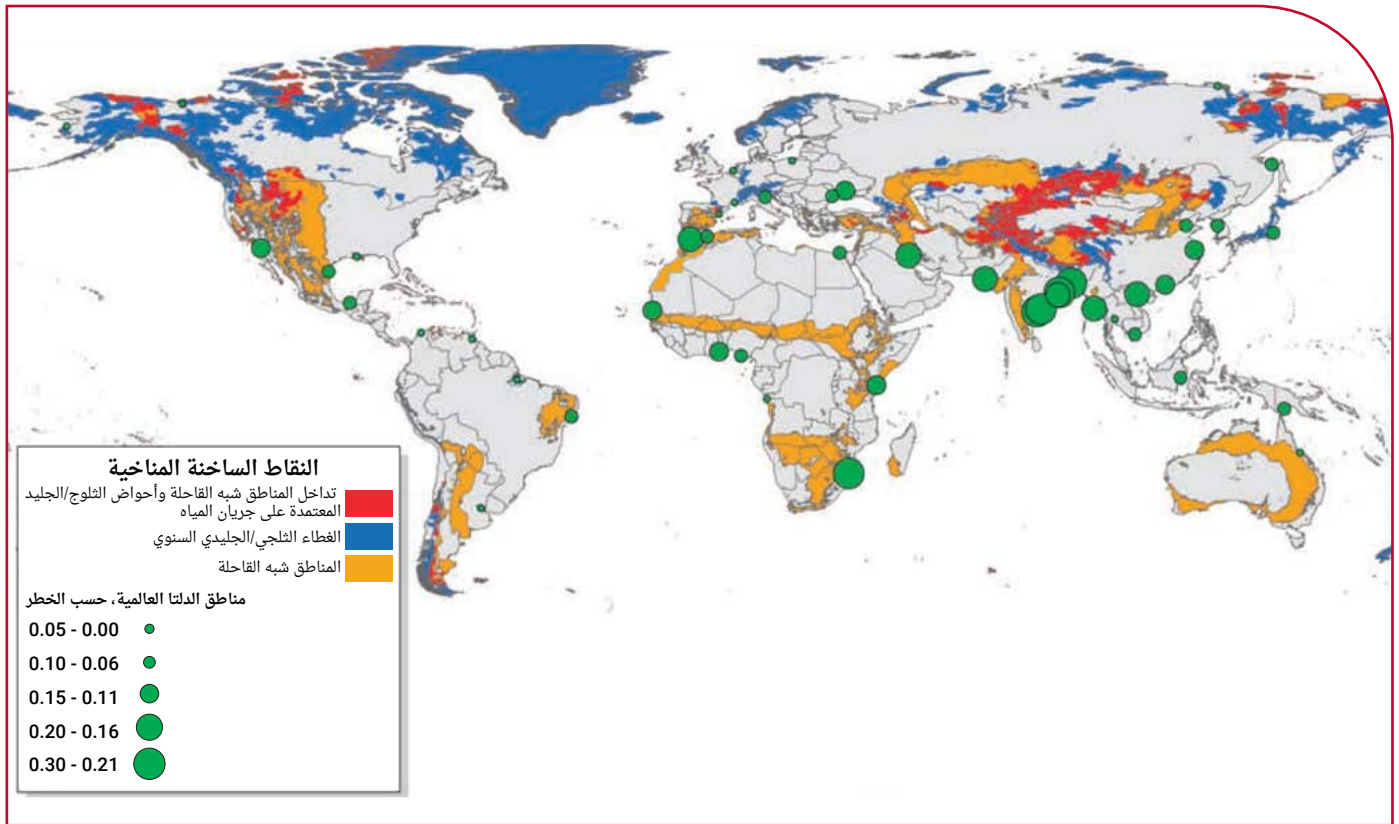 النقاط الساخنة المناخية
تداخل المناطق شبه القاحلة وأحواض الثلوج/الجليد
المعتمدة على جريان المياه
الغطاء الثلجي/الجليدي السنوي
المناطق شبه القاحلة
مناطق الدلتا العالمية، حسب الخطر
0.05 - 0.00
0.10 - 0.06
0.15 - 0.11
0.20 - 0.16
0.30 - 0.21